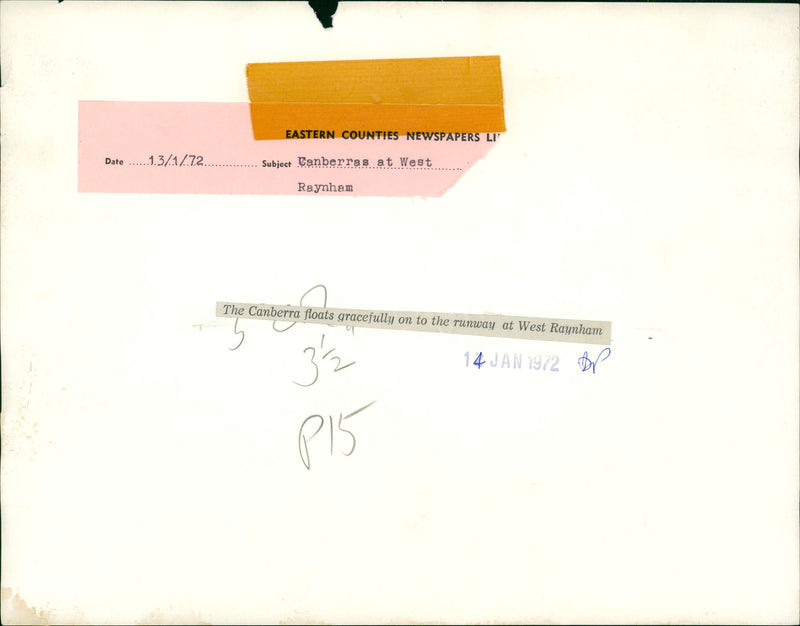 EASTERN COUNTIES NEWSPAPERS
Date 13/1/72 Subject Canberras at West
Raynham
The Canberra floats gracefully on to the runway at West Raynham
5
3½
14 JAN 1972
P15